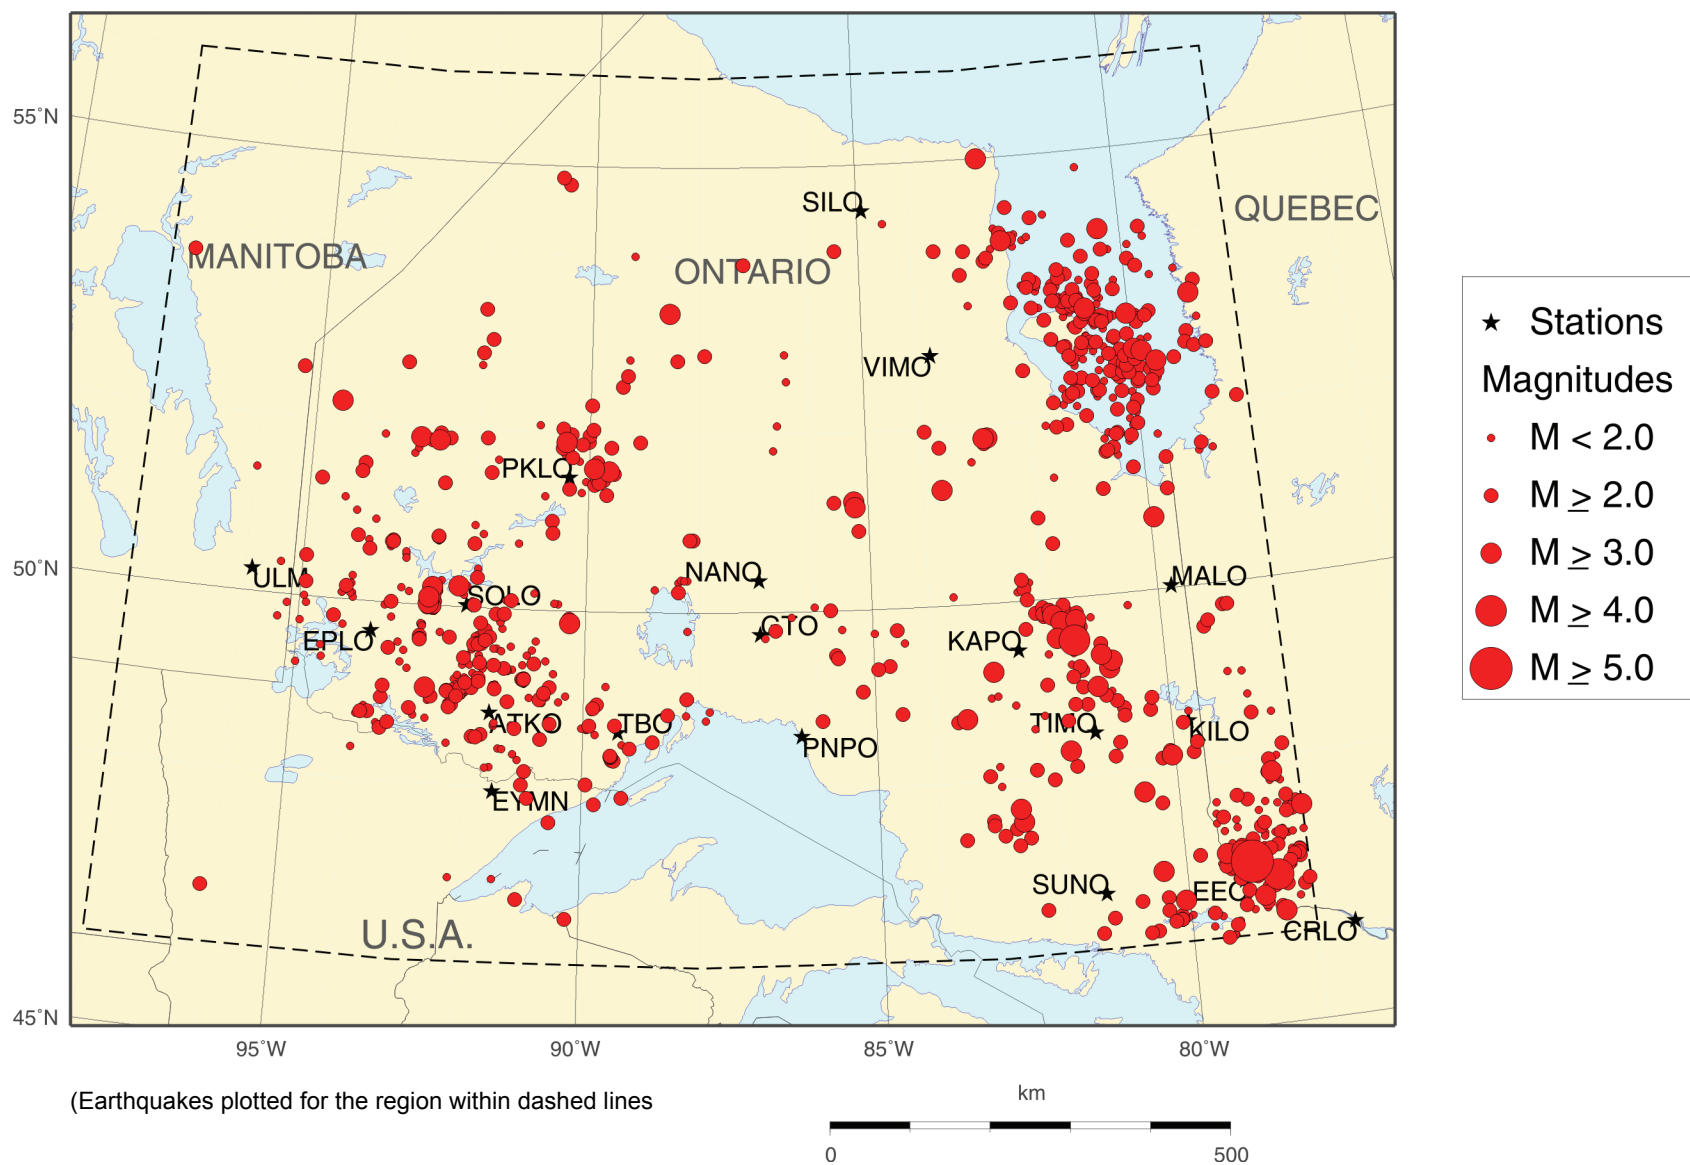 55°N
50°N
45°N
95°W
90°W
85°W
80°W
MANITOBA
ONTARIO
QUEBEC
U.S.A.
SILO
VIMO
PKLO
ULM
SOLO
EPLO
NANO
CTO
KAPO
MALO
ATKO
TBO
PNPO
TIMO
KILO
EYMN
SUNO
EEO
CRLO
Stations
Magnitudes
M < 2.0
M ≥ 2.0
M ≥ 3.0
M ≥ 4.0
M ≥ 5.0
(Earthquakes plotted for the region within dashed lines
km
0 500